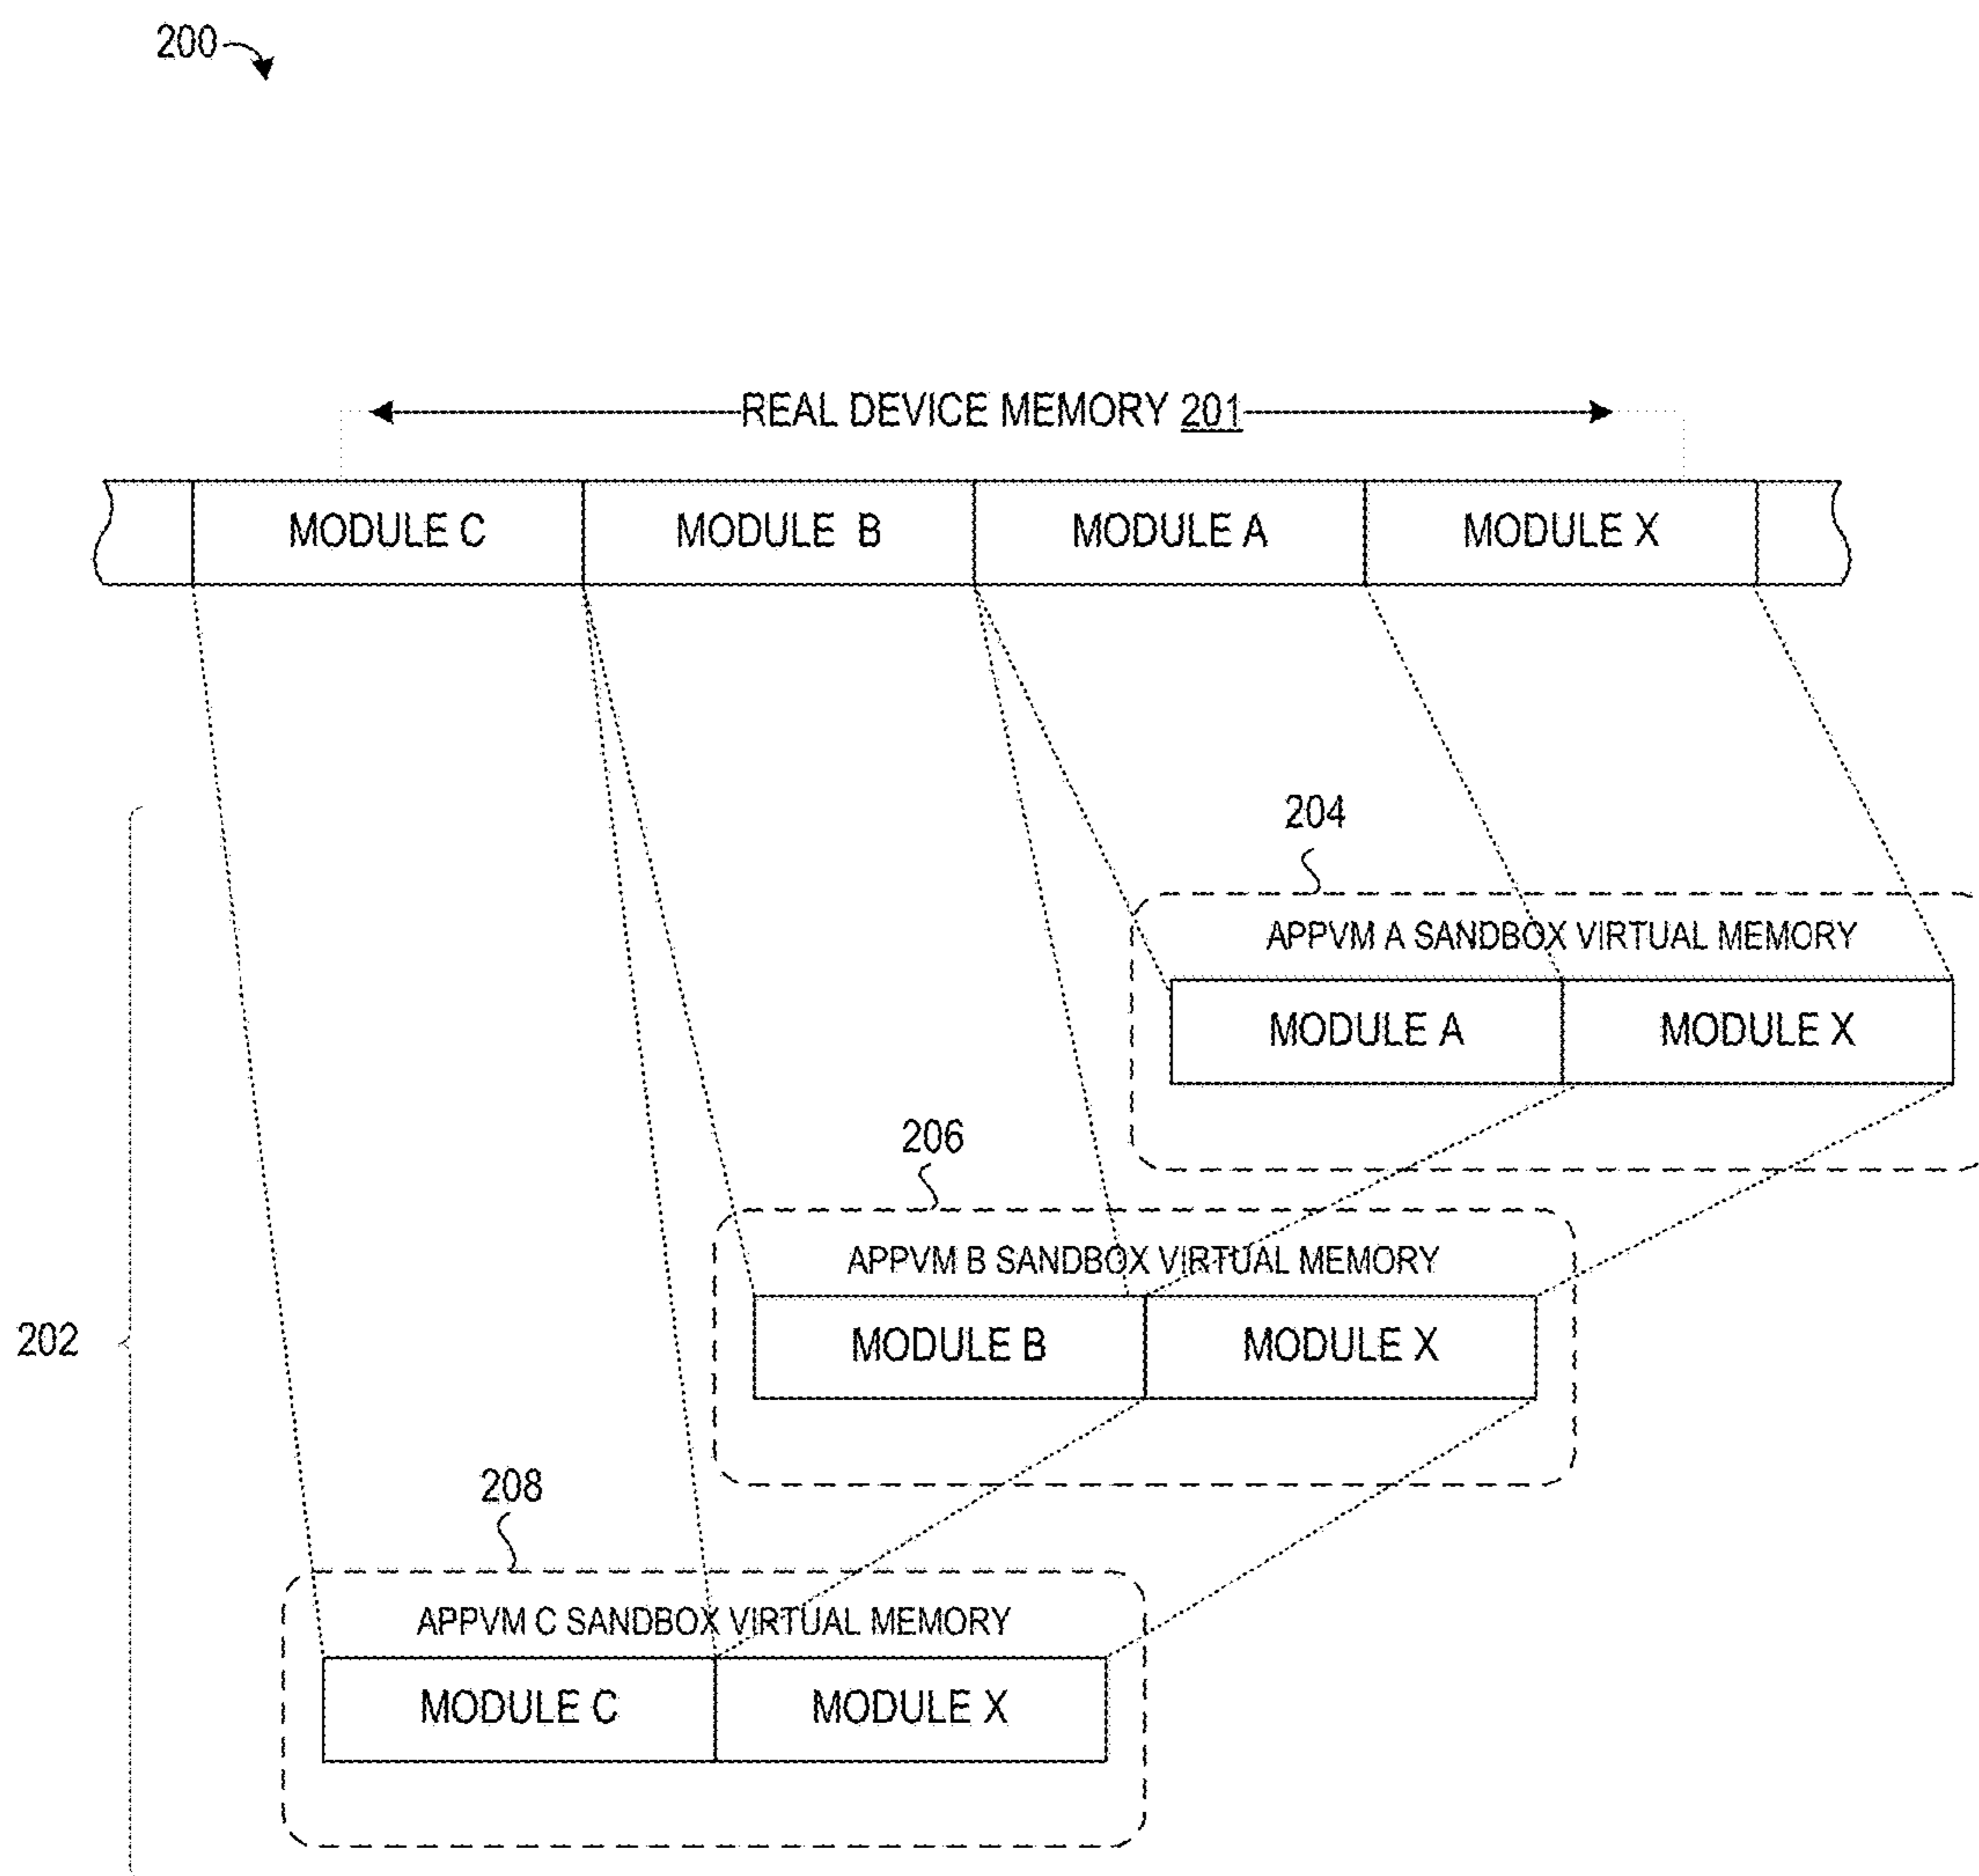 200
REAL DEVICE MEMORY 201
MODULE C
MODULE B
MODULE A
MODULE X
204
APPVM A SANDBOX VIRTUAL MEMORY
MODULE A
MODULE X
206
APPVM B SANDBOX VIRTUAL MEMORY
MODULE B
MODULE X
202
208
APPVM C SANDBOX VIRTUAL MEMORY
MODULE C
MODULE X